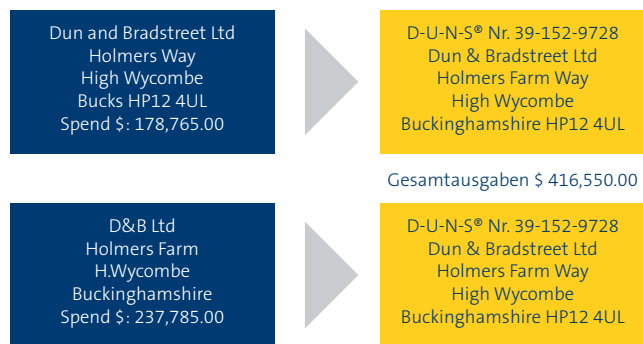 Dun and Bradstreet Ltd
Holmers Way
High Wycombe
Bucks HP12 4UL
Spend $: 178,765.00
D-U-N-S® Nr. 39-152-9728
Dun & Bradstreet Ltd
Holmers Farm Way
High Wycombe
Buckinghamshire HP12 4UL
Gesamtausgaben $ 416,550.00
D&B Ltd
Holmers Farm
H.Wycombe
Buckinghamshire
Spend $: 237,785.00
D-U-N-S® Nr. 39-152-9728
Dun & Bradstreet Ltd
Holmers Farm Way
High Wycombe
Buckinghamshire HP12 4UL